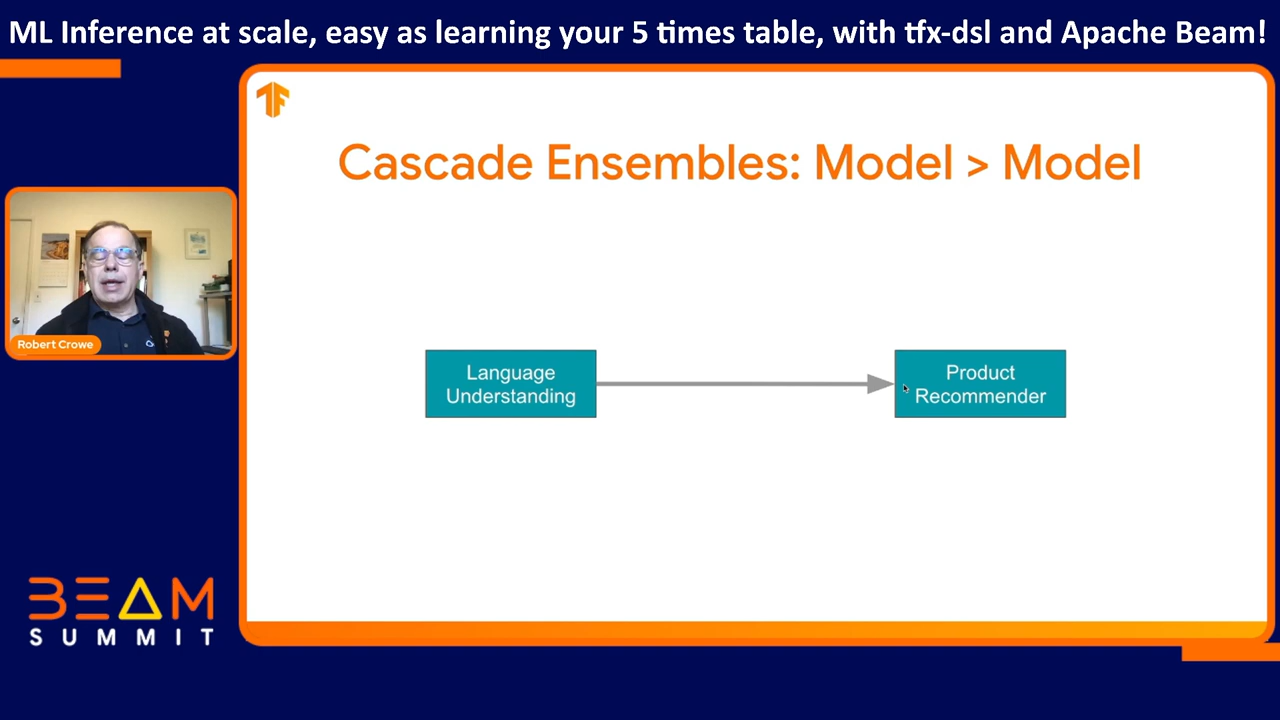 ML Inference at scale, easy as learning your 5 times table, with tfx-dsl and Apache Beam!
Cascade Ensembles: Model > Model
Robert Crowe
Language
Understanding
Product
Recommender
BEAM
SUMMIT